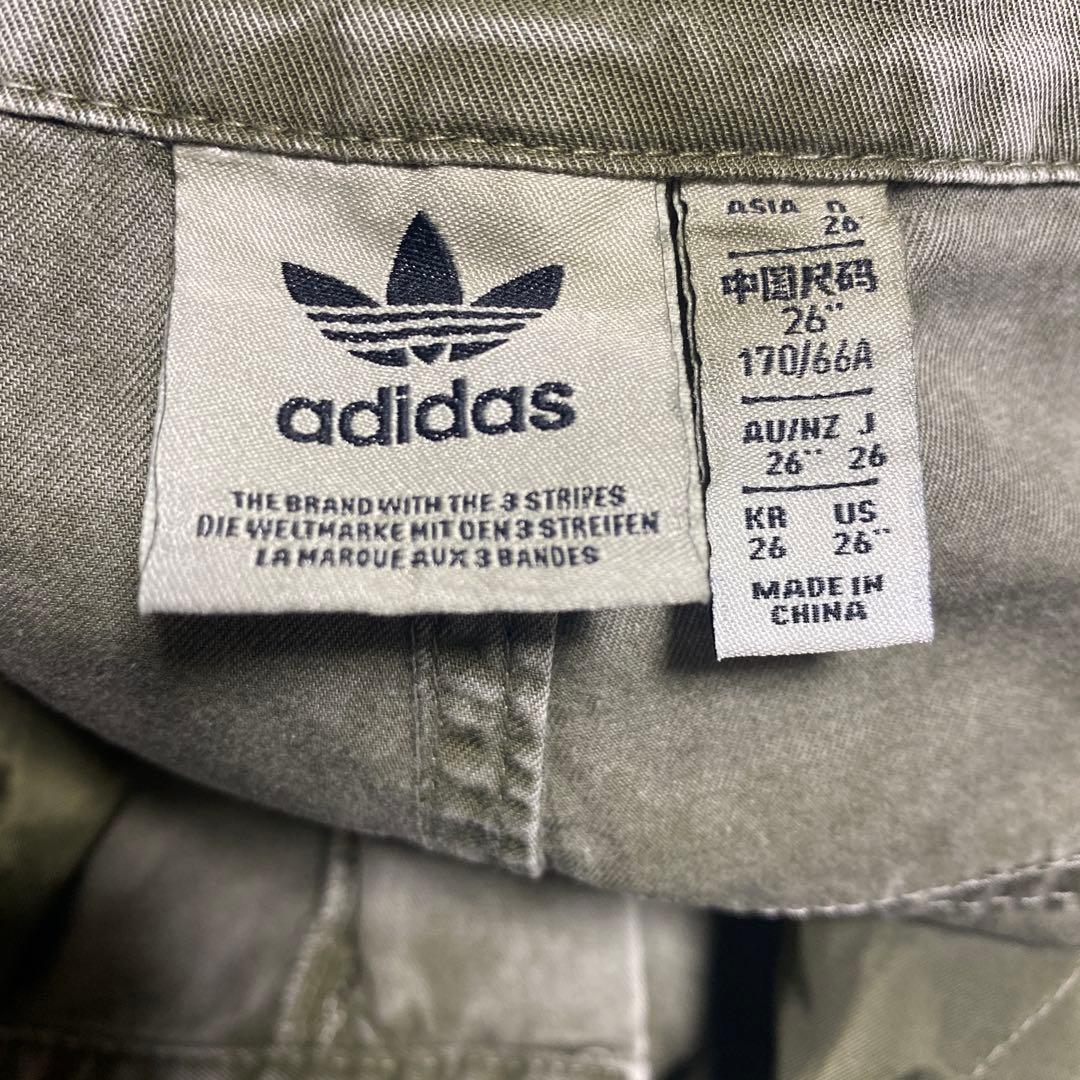 adidas
THE BRAND WITH THE 3 STRIPES
DIE WELTMARKE MIT DEN 3 STREIFEN
LA MARQUE AUX 3 BANDES
ASIA
26
中国尺码
26"
170/66A
AU/NZ J
26" 26
KR US
26 26"
MADE IN
CHINA